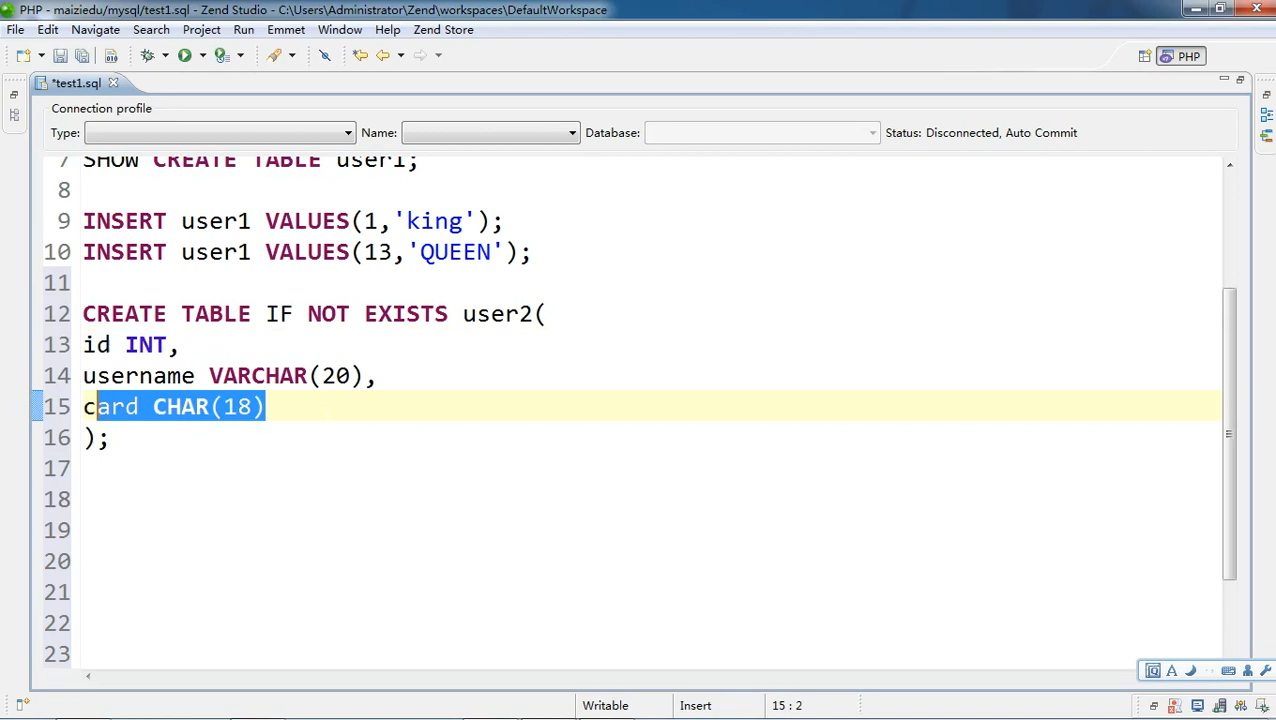 PHP - maiziedu/mysql/test1.sql - Zend Studio - C:\Users\Administrator\Zend\workspaces\DefaultWorkspace
File Edit Navigate Search Project Run Emmet Window Help Zend Store
PHP
*test1.sql
Connection profile
Type: Name: Database: Status: Disconnected, Auto Commit
7 SHOW CREATE TABLE user1;
8
9 INSERT user1 VALUES(1,'king');
10 INSERT user1 VALUES(13,'QUEEN');
11
12 CREATE TABLE IF NOT EXISTS user2(
13 id INT,
14 username VARCHAR(20),
15 card CHAR(18)
16 );
17
18
19
20
21
22
23
Writable Insert 15 : 2